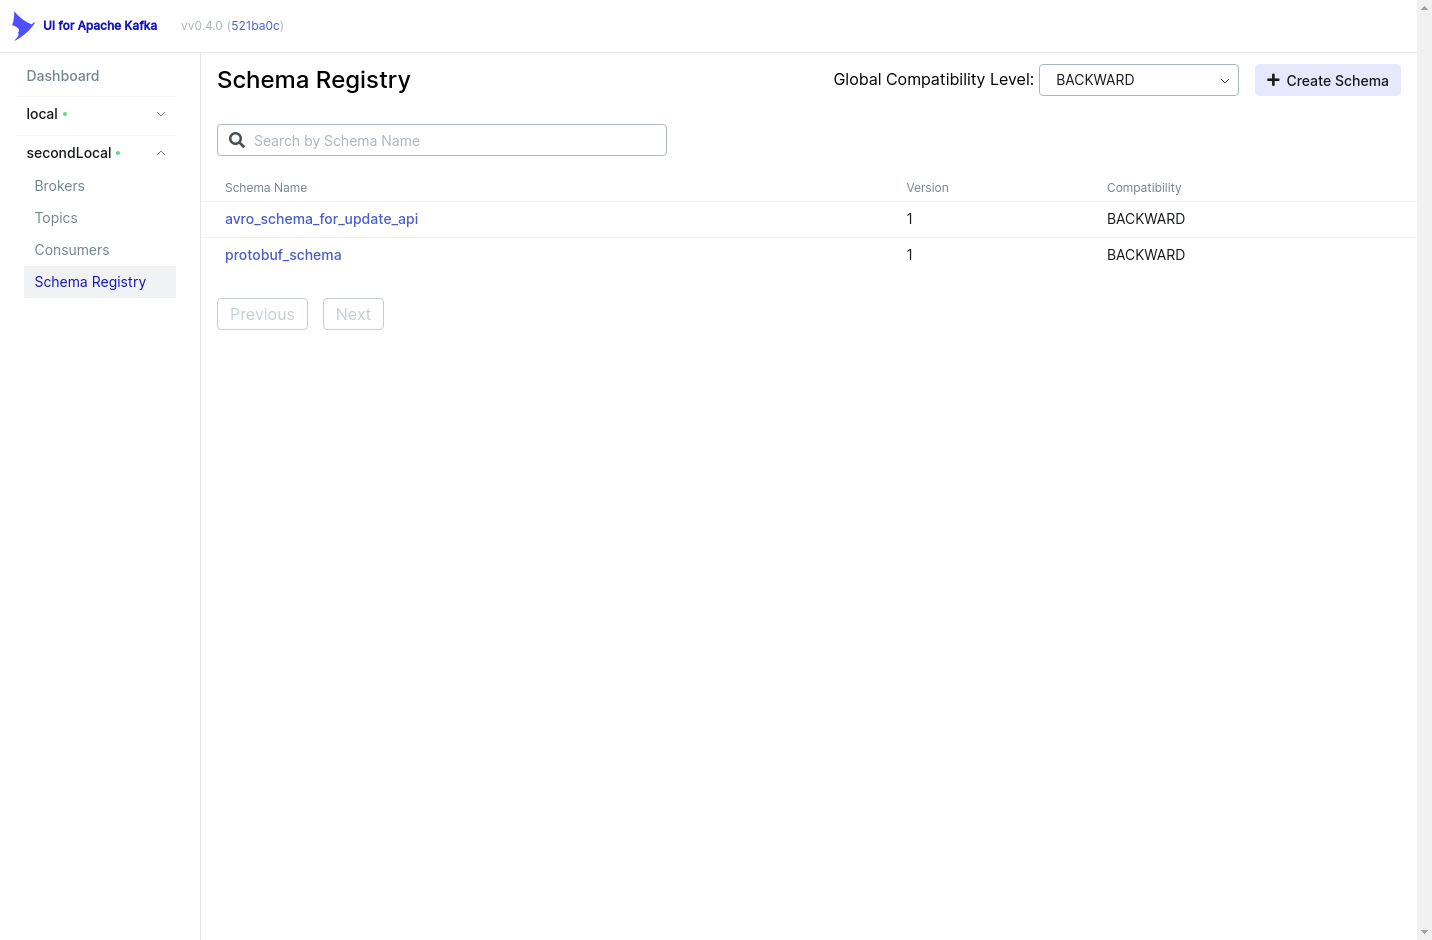 UI for Apache Kafka vv0.4.0 (521ba0c)
Dashboard
local
secondLocal
Brokers
Topics
Consumers
Schema Registry
Schema Registry
Global Compatibility Level: BACKWARD
Create Schema
Search by Schema Name
Schema Name Version Compatibility
avro_schema_for_update_api 1 BACKWARD
protobuf_schema 1 BACKWARD
Previous Next